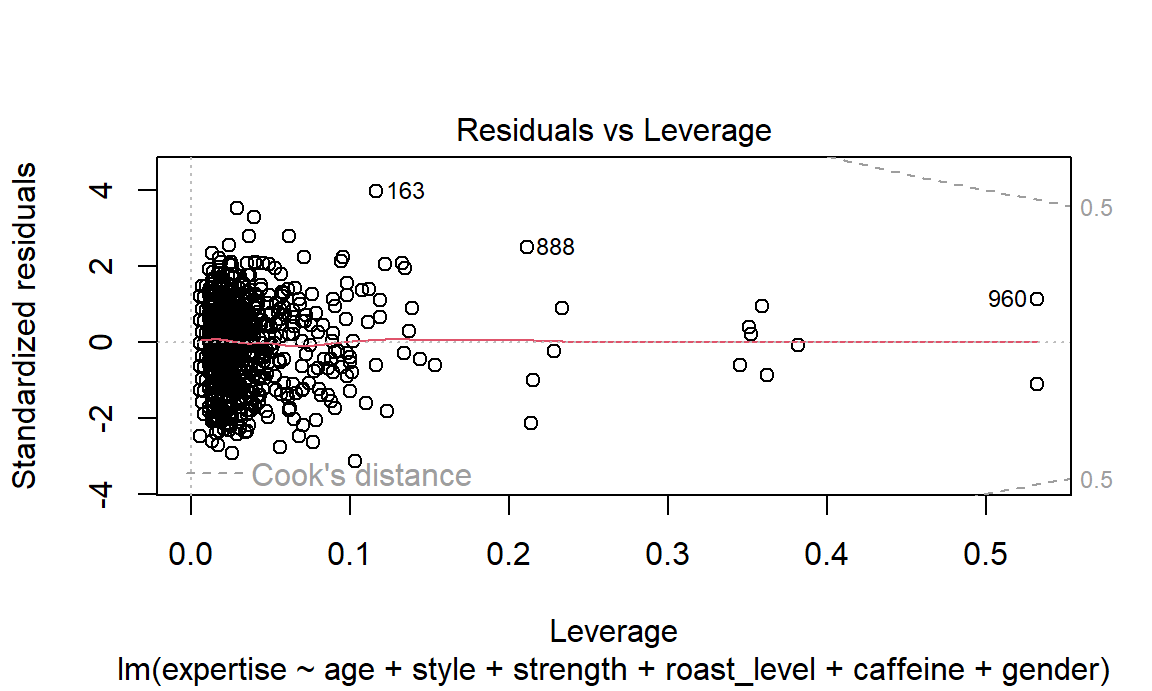 Residuals vs Leverage
Standardized residuals
4
2
0
-2
-4
163
888
960
0.5
0.5
Cook's distance
0.0 0.1 0.2 0.3 0.4 0.5
Leverage
lm(expertise ~ age + style + strength + roast_level + caffeine + gender)